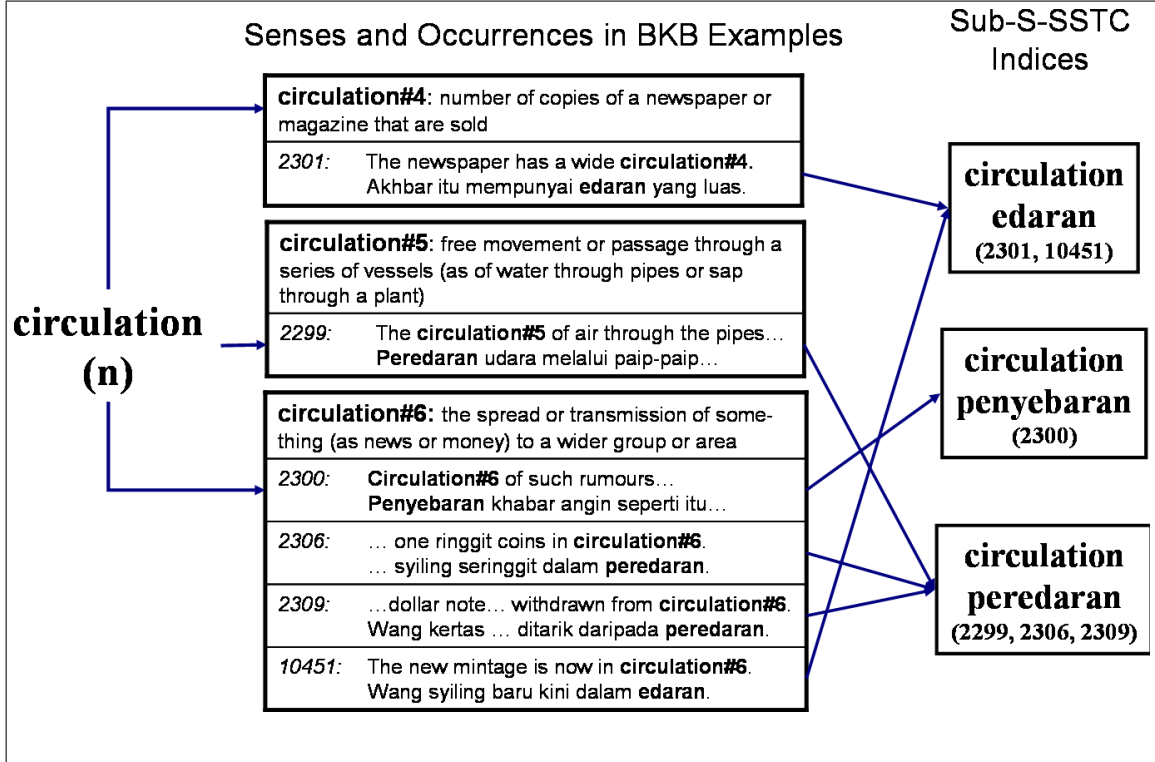 Senses and Occurrences in BKB Examples
Sub-S-SSTC
Indices
circulation
(n)
circulation#4: number of copies of a newspaper or
magazine that are sold
2301: The newspaper has a wide circulation#4.
Akhbar itu mempunyai edaran yang luas.
circulation#5: free movement or passage through a
series of vessels (as of water through pipes or sap
through a plant)
2299: The circulation#5 of air through the pipes…
Peredaran udara melalui paip-paip…
circulation#6: the spread or transmission of some-
thing (as news or money) to a wider group or area
2300: Circulation#6 of such rumours…
Penyebaran khabar angin seperti itu…
2306: … one ringgit coins in circulation#6.
… syiling seringgit dalam peredaran.
2309: …dollar note… withdrawn from circulation#6.
Wang kertas … ditarik daripada peredaran.
10451: The new mintage is now in circulation#6.
Wang syiling baru kini dalam edaran.
circulation
edaran
(2301, 10451)
circulation
penyebaran
(2300)
circulation
peredaran
(2299, 2306, 2309)